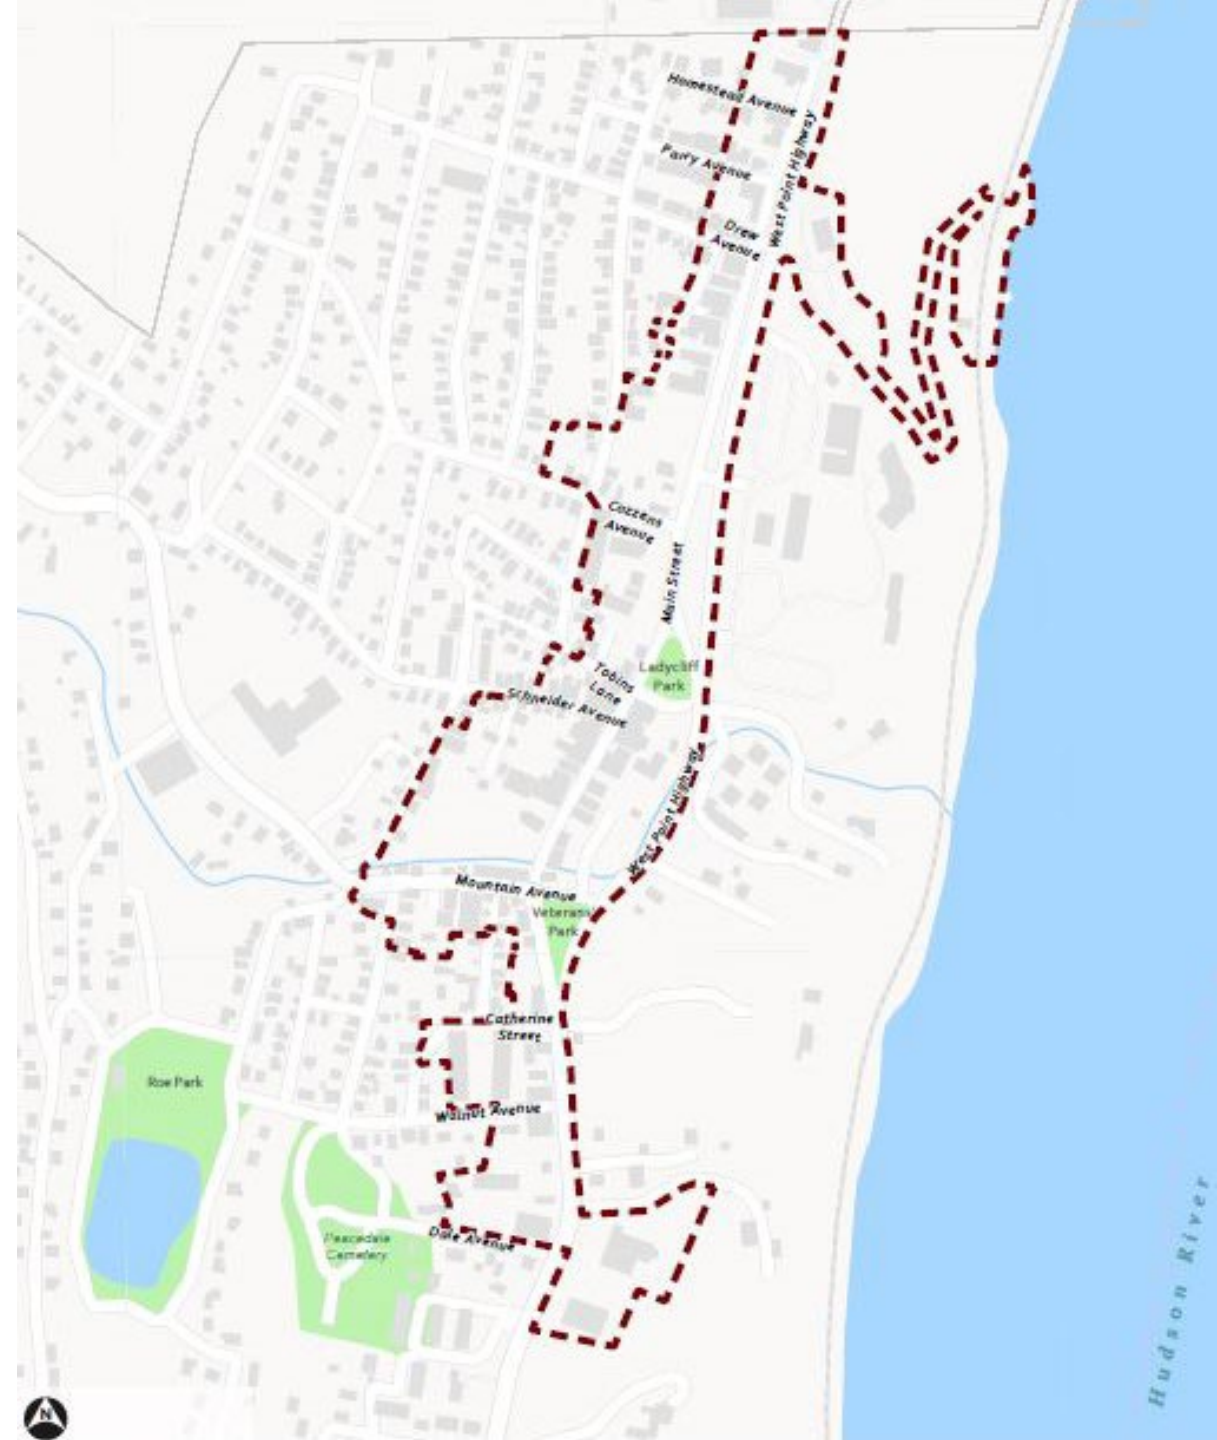 Homestead Avenue
Parry Avenue
West Point Highway
Drew
Avenue
Cozzens
Avenue
Main Street
Ladycliff
Park
Tobins
Lane
Schneider Avenue
West Point Highway
Mountain Avenue
Veterans'
Park
Catherine
Street
Roe Park
Walnut Avenue
Peacedale
Cemetery
Dale Avenue
Hudson River
N